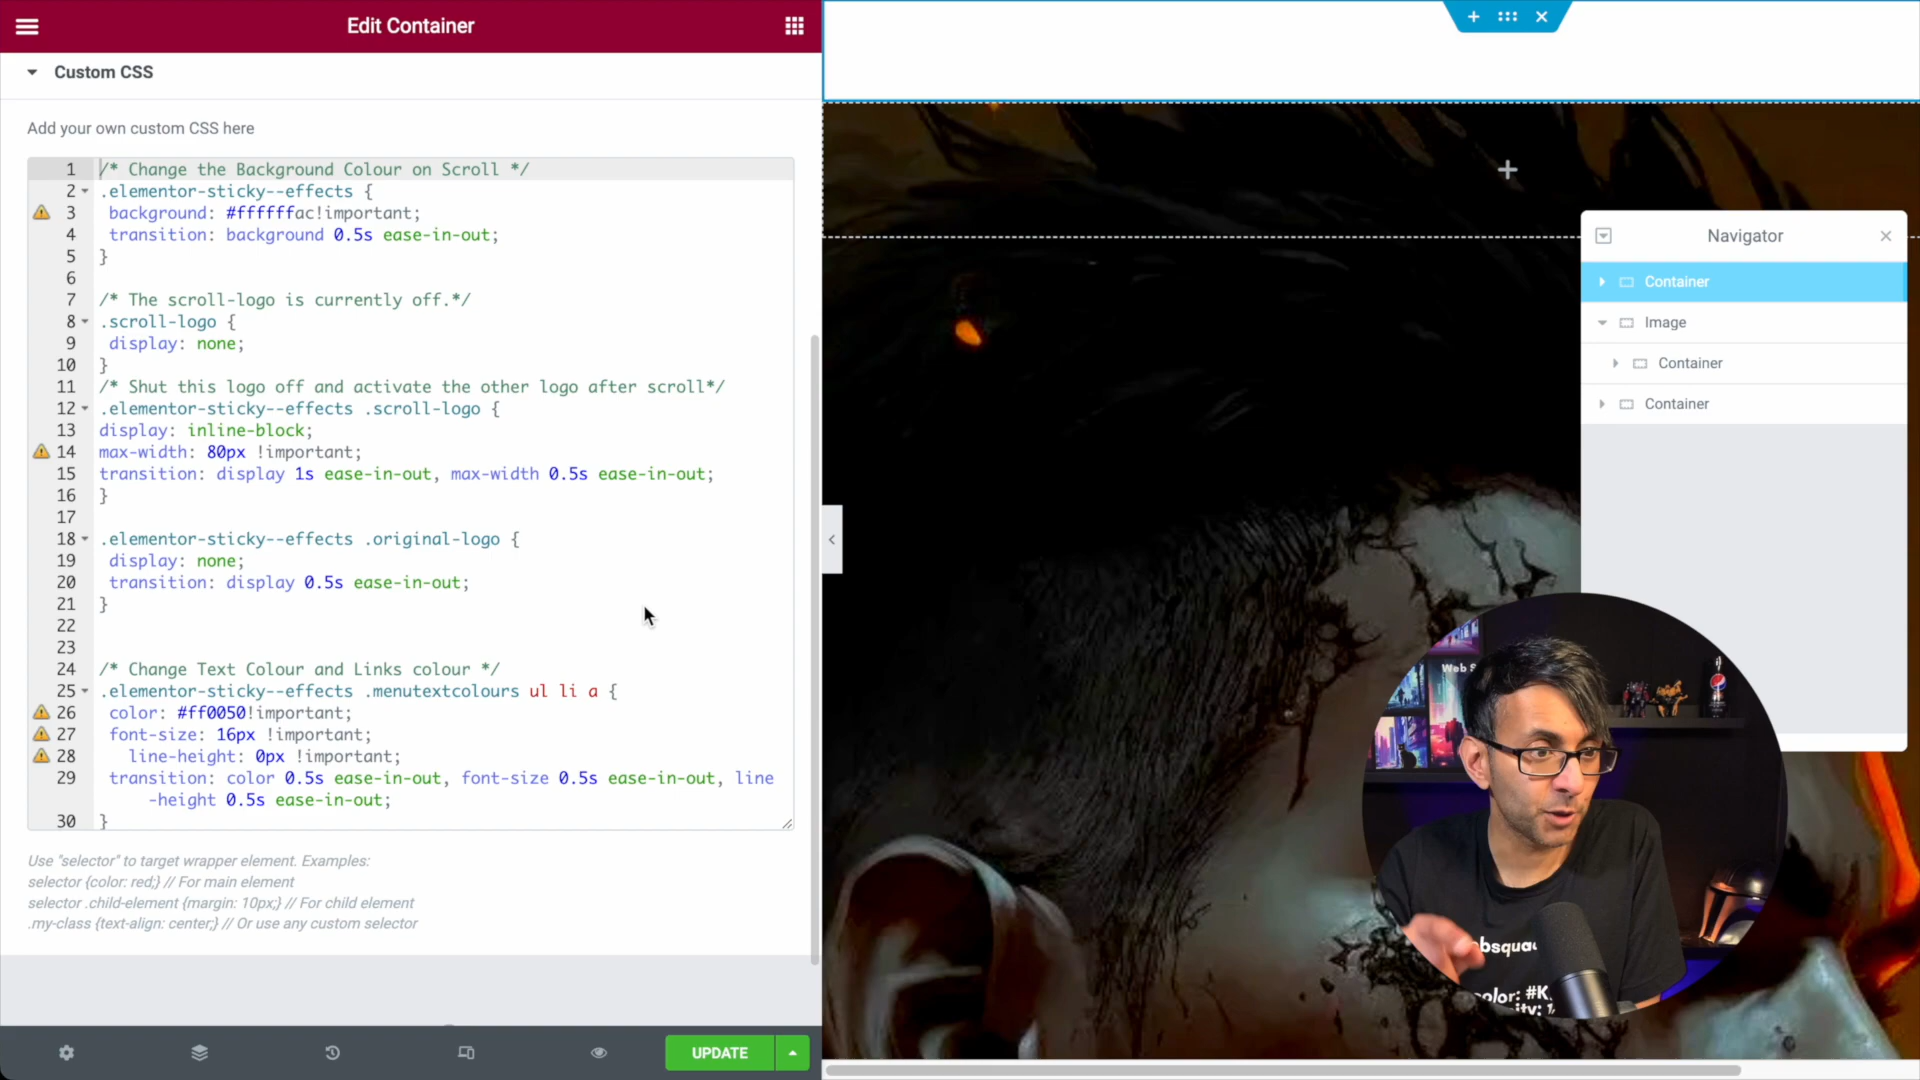 Edit Container
Custom CSS
Add your own custom CSS here
1 /* Change the Background Colour on Scroll */
2 .elementor-sticky--effects {
3 background: #ffffffac!important;
4 transition: background 0.5s ease-in-out;
5 }
6
7 /* The scroll-logo is currently off.*/
8 .scroll-logo {
9 display: none;
10 }
11 /* Shut this logo off and activate the other logo after scroll*/
12 .elementor-sticky--effects .scroll-logo {
13 display: inline-block;
14 max-width: 80px !important;
15 transition: display 1s ease-in-out, max-width 0.5s ease-in-out;
16 }
17
18 .elementor-sticky--effects .original-logo {
19 display: none;
20 transition: display 0.5s ease-in-out;
21 }
22
23
24 /* Change Text Colour and Links colour */
25 .elementor-sticky--effects .menutextcolours ul li a {
26 color: #ff0050!important;
27 font-size: 16px !important;
28 line-height: 0px !important;
29 transition: color 0.5s ease-in-out, font-size 0.5s ease-in-out, line
-height 0.5s ease-in-out;
30 }
Use "selector" to target wrapper element. Examples:
selector {color: red;} // For main element
selector .child-element {margin: 10px;} // For child element
.my-class {text-align: center;} // Or use any custom selector
UPDATE
Navigator
Container
Image
Container
Container
Web S